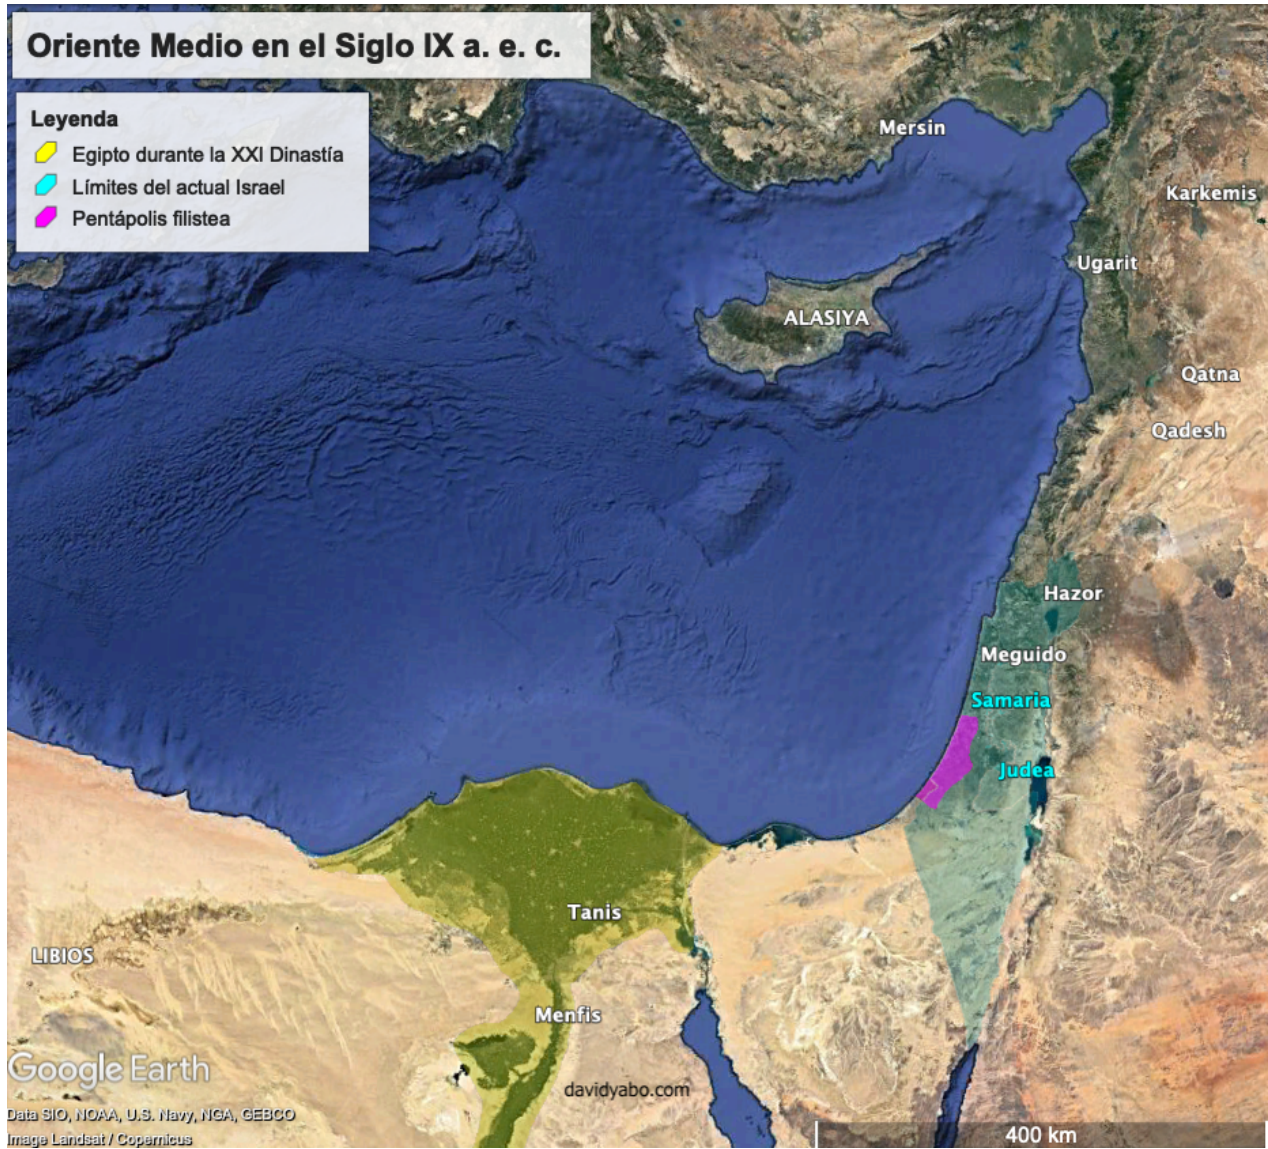 Oriente Medio en el Siglo IX a. e. c.
Leyenda
Egipto durante la XXI Dinastía
Límites del actual Israel
Pentápolis filistea
Mersin
Karkemis
Ugarit
ALASIYA
Qatna
Qadesh
Hazor
Meguido
Samaria
Judea
Tanis
LIBIOS
Menfis
Google Earth
davidyabo.com
Data SIO, NOAA, U.S. Navy, NGA, GEBCO
Image Landsat / Copernicus
400 km